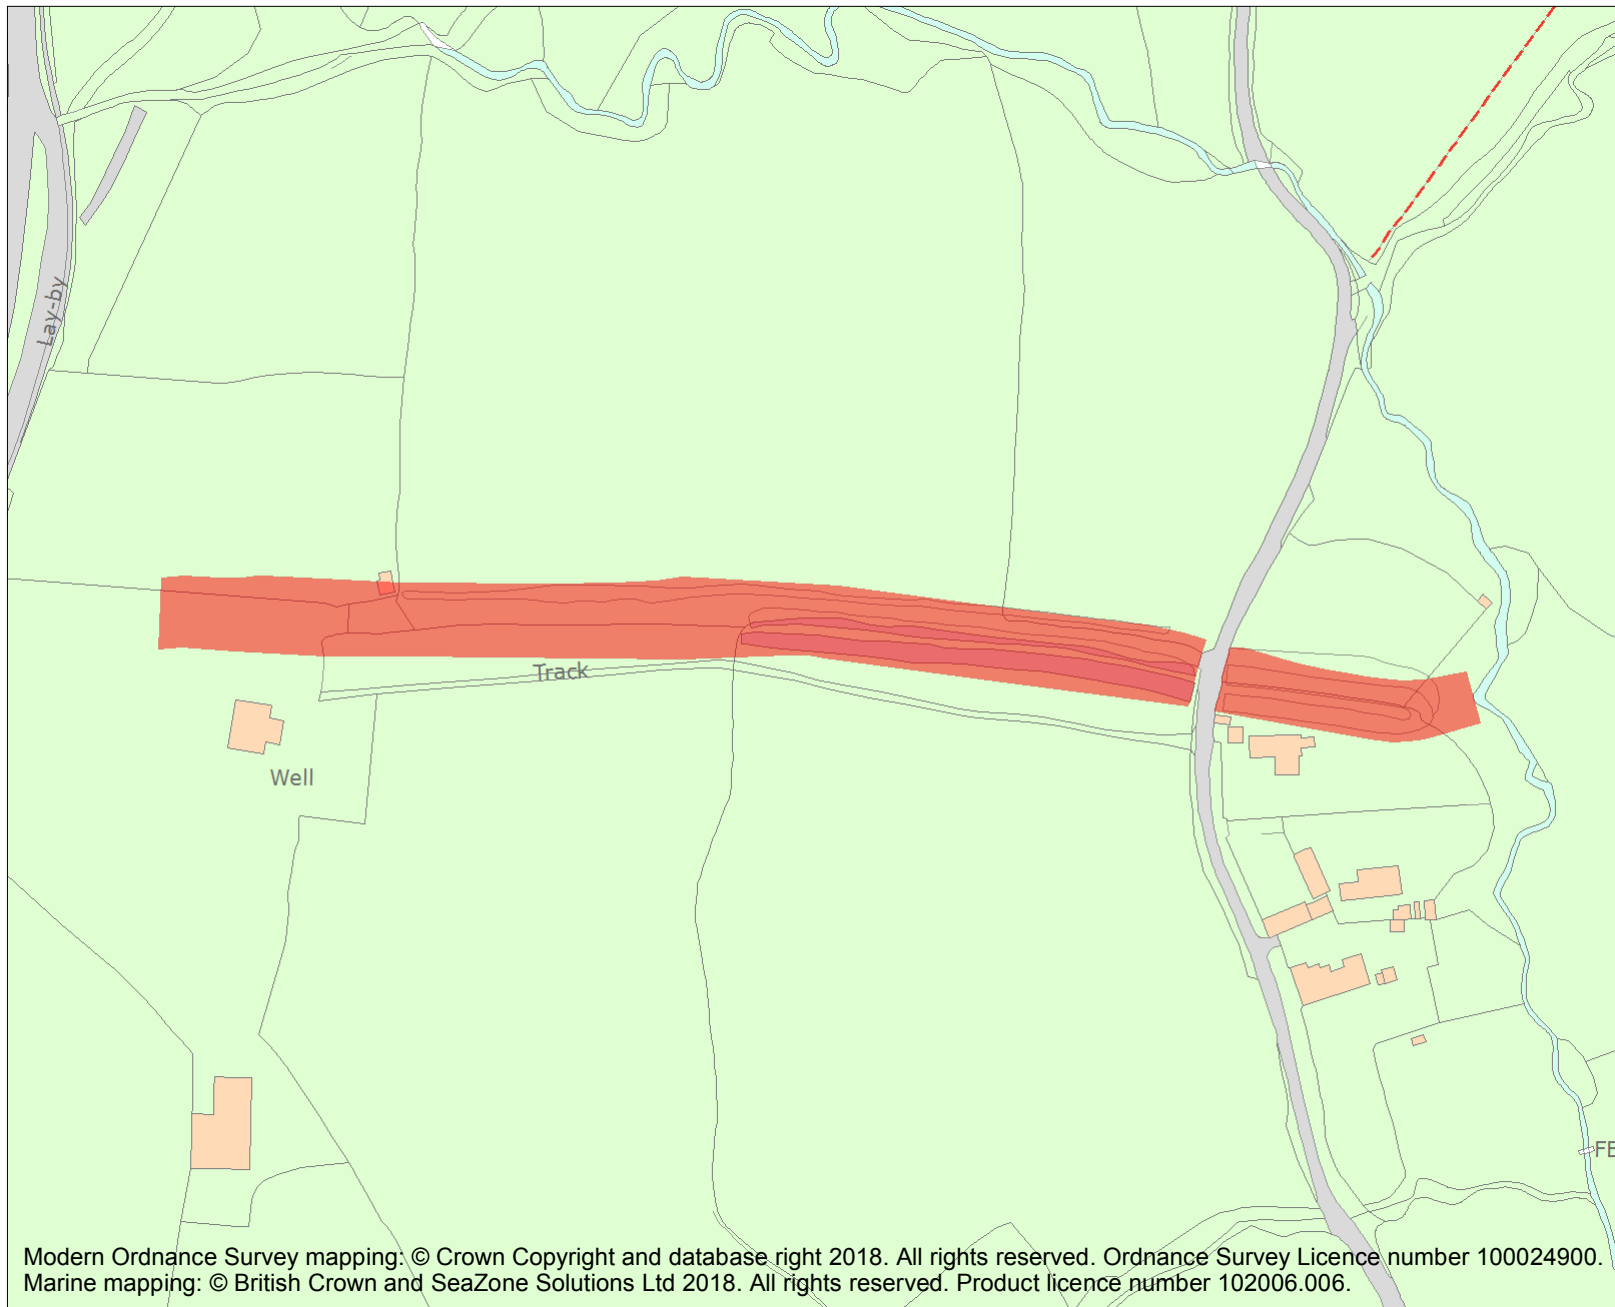 Lay-by
Track
Well
FB
Modern Ordnance Survey mapping: © Crown Copyright and database right 2018. All rights reserved. Ordnance Survey Licence number 100024900.
Marine mapping: © British Crown and SeaZone Solutions Ltd 2018. All rights reserved. Product licence number 102006.006.